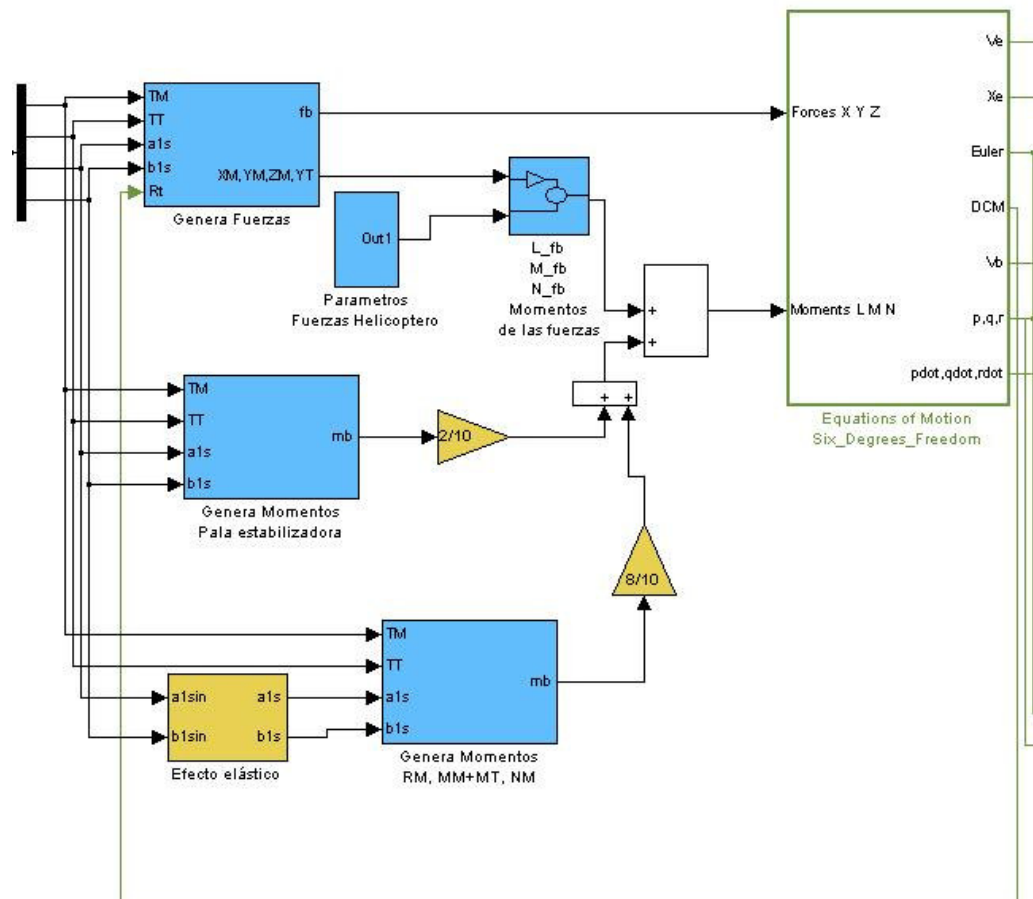 Ve
TM
fb
Xe
TT
Forces X Y Z
a1s
Euler
b1s
XM,YM,ZM,YT
Rt
DCM
Genera Fuerzas
Out1
L_fb
M_fb
N_fb
Momentos
de las fuerzas
Vb
Parametros
Fuerzas Helicoptero
+
+
Moments L M N
p,q,r
pdot,qdot,rdot
+ +
Equations of Motion
Six_Degrees_Freedom
TM
TT
a1s
b1s
mb
2/10
Genera Momentos
Pala estabilizadora
8/10
TM
TT
a1s
b1s
mb
a1sin a1s
b1sin b1s
Efecto elástico
Genera Momentos
RM, MM+MT, NM